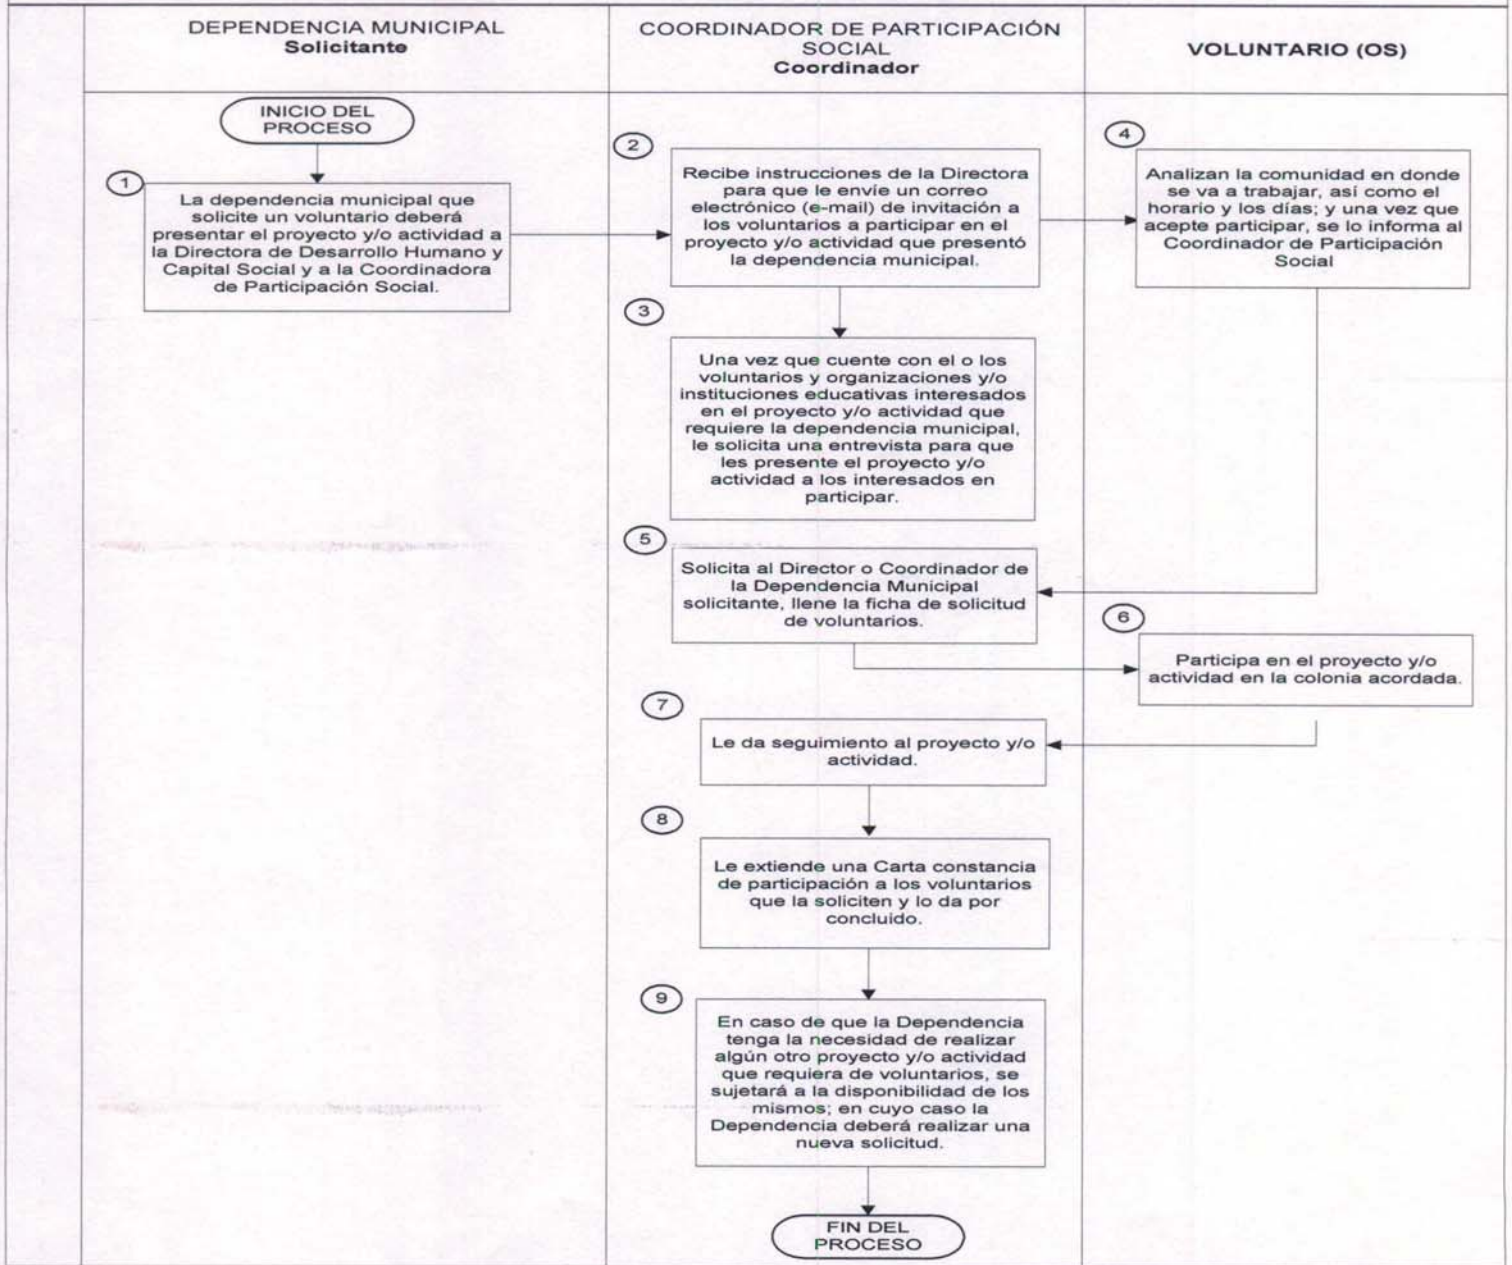 DEPENDENCIA MUNICIPAL
Solicitante
COORDINADOR DE PARTICIPACIÓN
SOCIAL
Coordinador
VOLUNTARIO (OS)
INICIO DEL
PROCESO
1
La dependencia municipal que
solicite un voluntario deberá
presentar el proyecto y/o actividad a
la Directora de Desarrollo Humano y
Capital Social y a la Coordinadora
de Participación Social.
2
Recibe instrucciones de la Directora
para que le envíe un correo
electrónico (e-mail) de invitación a
los voluntarios a participar en el
proyecto y/o actividad que presentó
la dependencia municipal.
3
Una vez que cuente con el o los
voluntarios y organizaciones y/o
instituciones educativas interesados
en el proyecto y/o actividad que
requiere la dependencia municipal,
le solicita una entrevista para que
les presente el proyecto y/o
actividad a los interesados en
participar.
4
Analizan la comunidad en donde
se va a trabajar, así como el
horario y los días; y una vez que
acepte participar, se lo informa al
Coordinador de Participación
Social
5
Solicita al Director o Coordinador de
la Dependencia Municipal
solicitante, llene la ficha de solicitud
de voluntarios.
6
Participa en el proyecto y/o
actividad en la colonia acordada.
7
Le da seguimiento al proyecto y/o
actividad.
8
Le extiende una Carta constancia
de participación a los voluntarios
que la soliciten y lo da por
concluido.
9
En caso de que la Dependencia
tenga la necesidad de realizar
algún otro proyecto y/o actividad
que requiera de voluntarios, se
sujetará a la disponibilidad de los
mismos; en cuyo caso la
Dependencia deberá realizar una
nueva solicitud.
FIN DEL
PROCESO